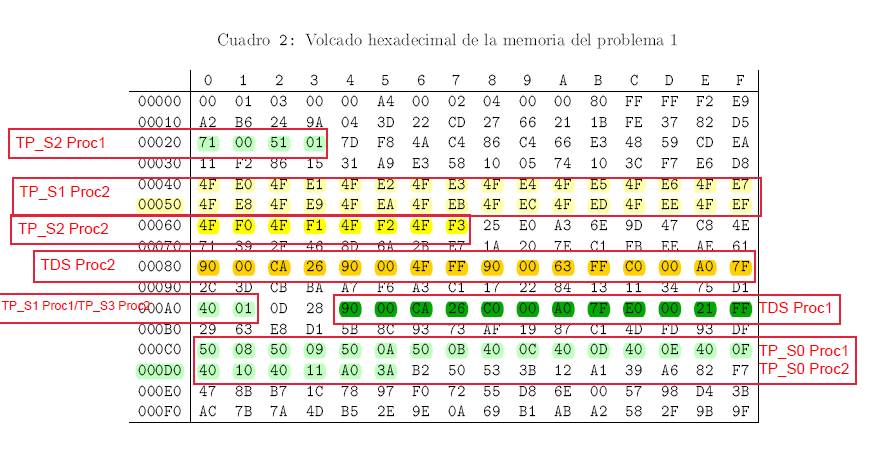 Cuadro 2: Volcado hexadecimal de la memoria del problema 1
0 1 2 3 4 5 6 7 8 9 A B C D E F
00000 00 01 03 00 00 A4 00 02 04 00 00 80 FF FF F2 E9
00010 A2 B6 24 9A 04 3D 22 CD 27 66 21 1B FE 37 82 D5
TP_S2 Proc1 00020 71 00 51 01 7D F8 4A C4 86 C4 66 E3 48 59 CD EA
00030 11 F2 86 15 31 A9 E3 58 10 05 74 10 3C F7 E6 D8
TP_S1 Proc2 00040 4F E0 4F E1 4F E2 4F E3 4F E4 4F E5 4F E6 4F E7
00050 4F E8 4F E9 4F EA 4F EB 4F EC 4F ED 4F EE 4F EF
TP_S2 Proc2 00060 4F F0 4F F1 4F F2 4F F3 25 E0 A3 6E 9D 47 C8 4E
00070 71 39 2F 46 8D 6A 2B E7 1A 20 7E C1 FB EE AE 61
TDS Proc2 00080 90 00 CA 26 90 00 4F FF 90 00 63 FF C0 00 A0 7F
00090 2C 3D CB BA A7 F6 A3 C1 17 22 84 13 11 34 75 D1
TP_S1 Proc1/TP_S3 Proc2 000A0 40 01 0D 28 90 00 CA 26 C0 00 A0 7F E0 00 21 FF TDS Proc1
000B0 29 63 E8 D1 5B 8C 93 73 AF 19 87 C1 4D FD 93 DF
000C0 50 08 50 09 50 0A 50 0B 40 0C 40 0D 40 0E 40 0F TP_S0 Proc1
000D0 40 10 40 11 A0 3A B2 50 53 3B 12 A1 39 A6 82 F7 TP_S0 Proc2
000E0 47 8B B7 1C 78 97 F0 72 55 D8 6E 00 57 98 D4 3B
000F0 AC 7B 7A 4D B5 2E 9E 0A 69 B1 AB A2 58 2F 9B 9F